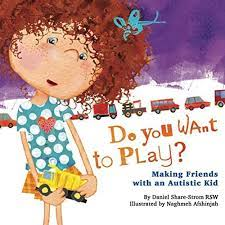 Do you WAnt
to PLAy?
Making Friends
with an Autistic Kid
By Daniel Share-Strom RSW
Illustrated by Naghmeh Afshinjah